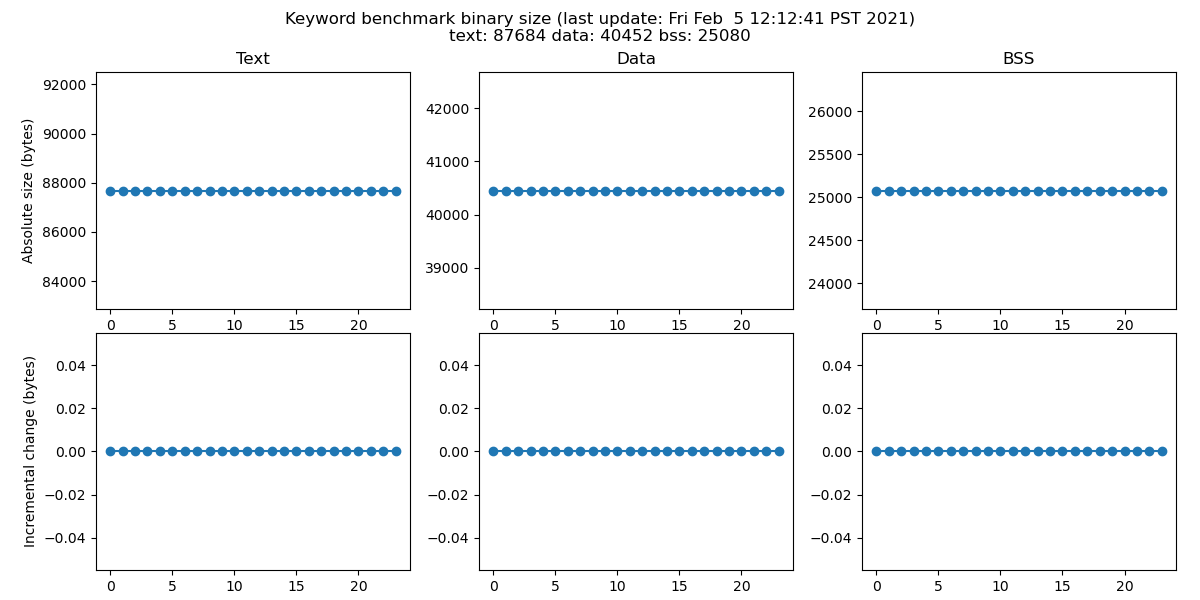 Keyword benchmark binary size (last update: Fri Feb  5 12:12:41 PST 2021)
text: 87684 data: 40452 bss: 25080
Text
Data
BSS
Absolute size (bytes)
92000
90000
88000
86000
84000
0 5 10 15 20
42000
41000
40000
39000
0 5 10 15 20
26000
25500
25000
24500
24000
0 5 10 15 20
Incremental change (bytes)
0.04
0.02
0.00
−0.02
−0.04
0 5 10 15 20
0.04
0.02
0.00
−0.02
−0.04
0 5 10 15 20
0.04
0.02
0.00
−0.02
−0.04
0 5 10 15 20